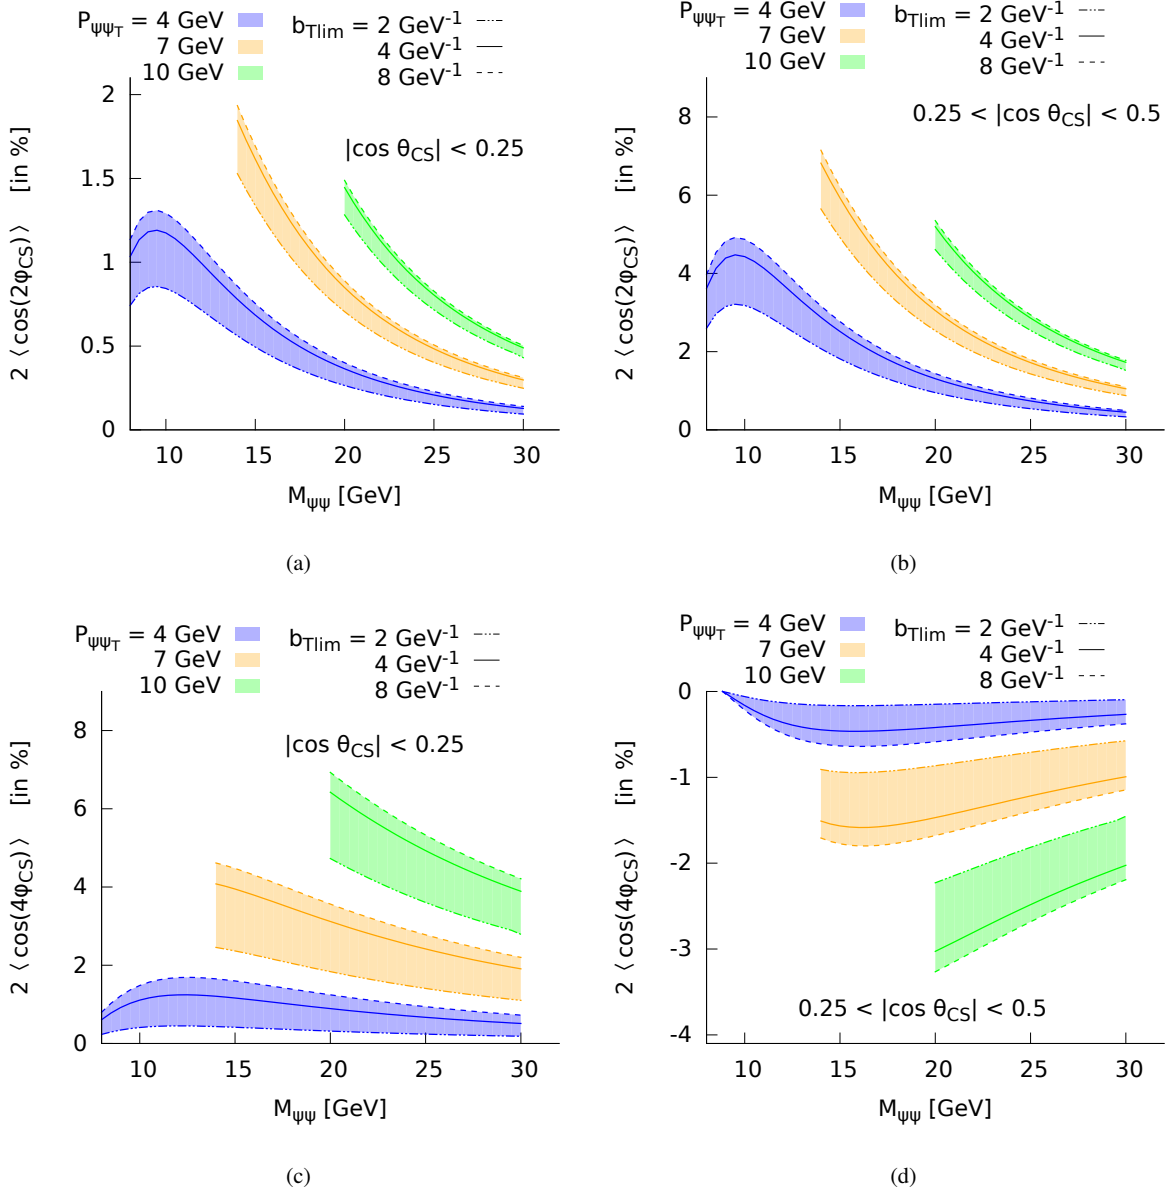 P_ψψT = 4 GeV b_Tlim = 2 GeV⁻¹
7 GeV 4 GeV⁻¹
10 GeV 8 GeV⁻¹
|cos θ_CS| < 0.25
2 ⟨ cos(2φ_CS) ⟩ [in %]
2
1.5
1
0.5
0
10 15 20 25 30
M_ψψ [GeV]
(a)
P_ψψT = 4 GeV b_Tlim = 2 GeV⁻¹
7 GeV 4 GeV⁻¹
10 GeV 8 GeV⁻¹
0.25 < |cos θ_CS| < 0.5
2 ⟨ cos(2φ_CS) ⟩ [in %]
8
6
4
2
0
10 15 20 25 30
M_ψψ [GeV]
(b)
P_ψψT = 4 GeV b_Tlim = 2 GeV⁻¹
7 GeV 4 GeV⁻¹
10 GeV 8 GeV⁻¹
|cos θ_CS| < 0.25
2 ⟨ cos(4φ_CS) ⟩ [in %]
8
6
4
2
0
10 15 20 25 30
M_ψψ [GeV]
(c)
P_ψψT = 4 GeV b_Tlim = 2 GeV⁻¹
7 GeV 4 GeV⁻¹
10 GeV 8 GeV⁻¹
2 ⟨ cos(4φ_CS) ⟩ [in %]
0
-1
-2
-3
-4
0.25 < |cos θ_CS| < 0.5
10 15 20 25 30
M_ψψ [GeV]
(d)